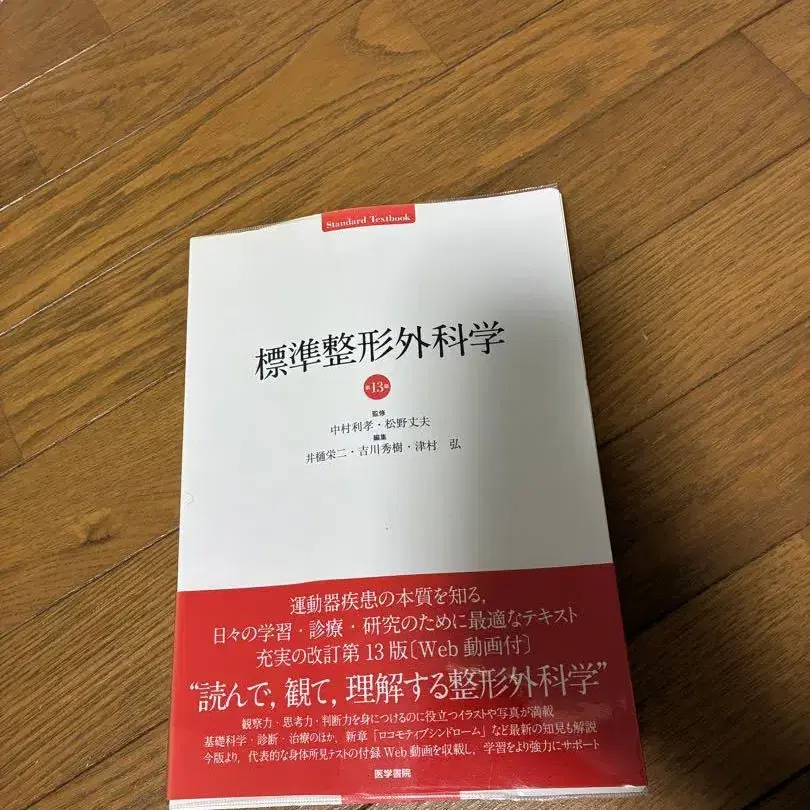 Standard Textbook
標準整形外科学
第13版
監修
中村利孝・松野丈夫
編集
井樋栄二・吉川秀樹・津村 弘
運動器疾患の本質を知る,
日々の学習・診療・研究のために最適なテキスト
充実の改訂第13版〔Web動画付〕
“読んで, 観て, 理解する整形外科学”
観察力・思考力・判断力を身につけるのに役立つイラストや写真が満載
基礎科学・診断・治療のほか, 新章「ロコモティブシンドローム」など最新の知見も解説
今版より, 代表的な身体所見テストの付録Web動画を収載し, 学習をより強力にサポート
医学書院